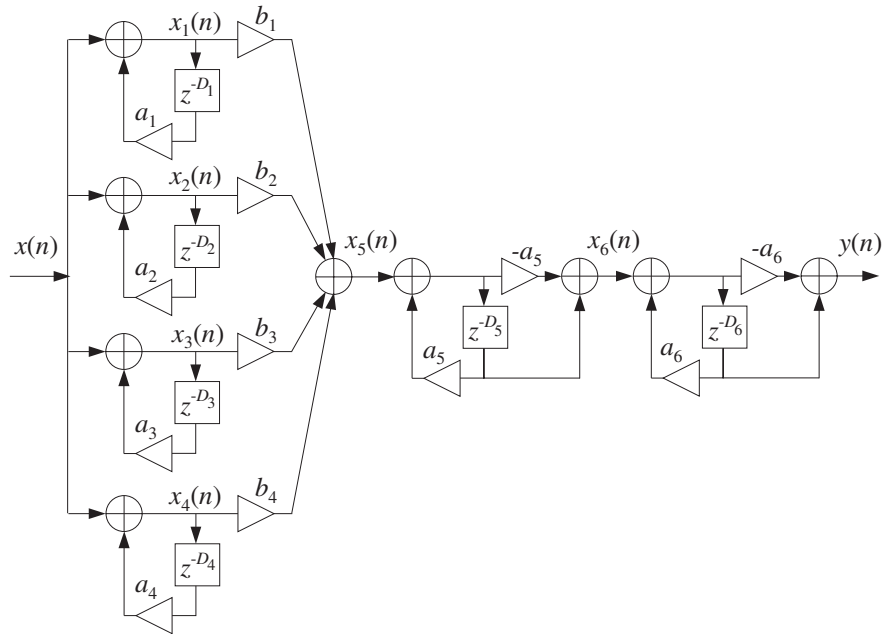 x₁(n) b₁
z⁻ᴰ¹
a₁
x₂(n) b₂
z⁻ᴰ²
a₂
x(n)
x₅(n) -a₅ x₆(n) -a₆ y(n)
z⁻ᴰ⁵ z⁻ᴰ⁶
a₅ a₆
x₃(n) b₃
z⁻ᴰ³
a₃
x₄(n) b₄
z⁻ᴰ⁴
a₄